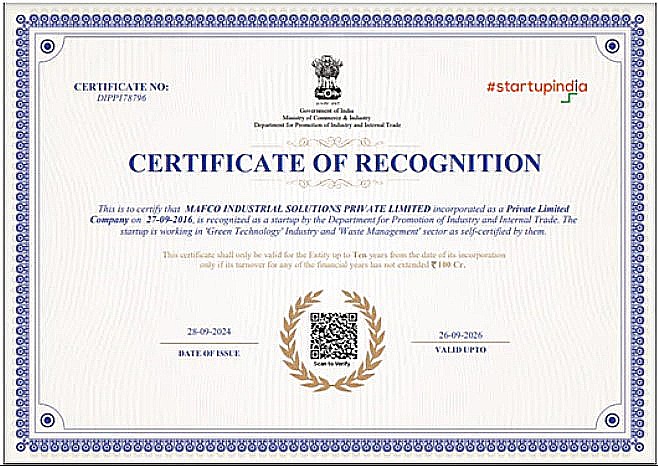 CERTIFICATE NO:
DIPP178796
#startupindia
Government of India
Ministry of Commerce & Industry
Department for Promotion of Industry and Internal Trade
CERTIFICATE OF RECOGNITION
This is to certify that MAFCO INDUSTRIAL SOLUTIONS PRIVATE LIMITED incorporated as a Private Limited
Company on 27-09-2016, is recognized as a startup by the Department for Promotion of Industry and Internal Trade. The
startup is working in 'Green Technology' Industry and 'Waste Management' sector as self-certified by them.
This certificate shall only be valid for the Entity up to Ten years from the date of its incorporation
only if its turnover for any of the financial years has not extended ₹ 100 Cr.
28-09-2024
DATE OF ISSUE
Scan to Verify
26-09-2026
VALID UPTO